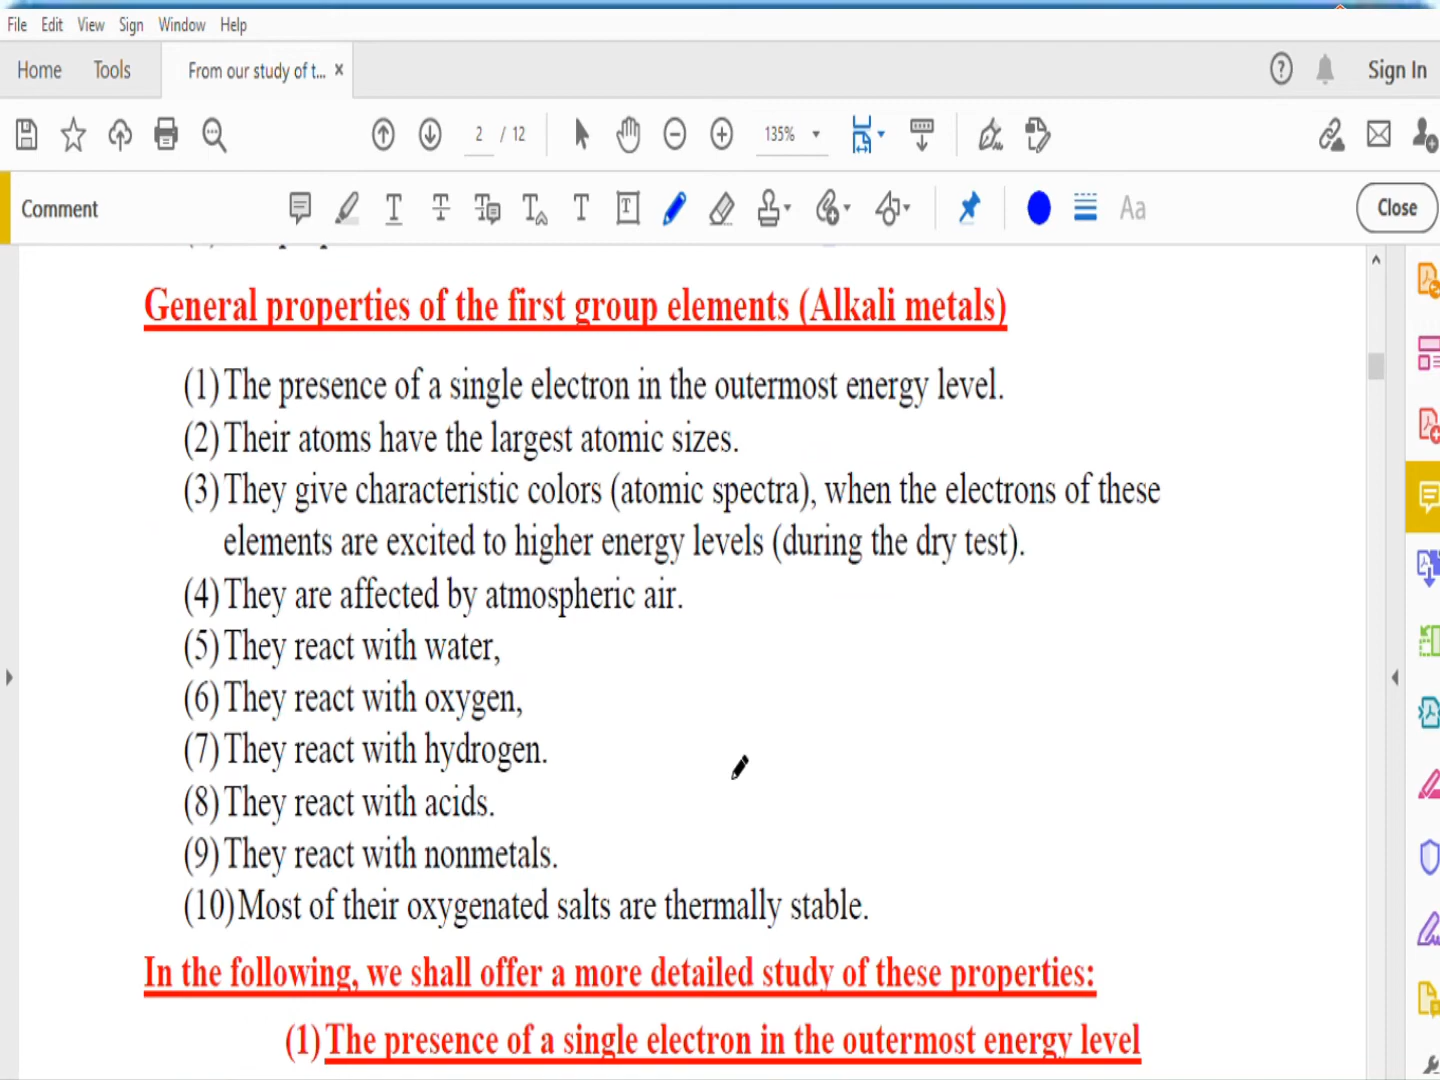 File Edit View Sign Window Help
Home Tools From our study of t... × Sign In
2 / 12 135%
Comment Aa Close
General properties of the first group elements (Alkali metals)
(1) The presence of a single electron in the outermost energy level.
(2) Their atoms have the largest atomic sizes.
(3) They give characteristic colors (atomic spectra), when the electrons of these
elements are excited to higher energy levels (during the dry test).
(4) They are affected by atmospheric air.
(5) They react with water,
(6) They react with oxygen,
(7) They react with hydrogen.
(8) They react with acids.
(9) They react with nonmetals.
(10) Most of their oxygenated salts are thermally stable.
In the following, we shall offer a more detailed study of these properties:
(1) The presence of a single electron in the outermost energy level